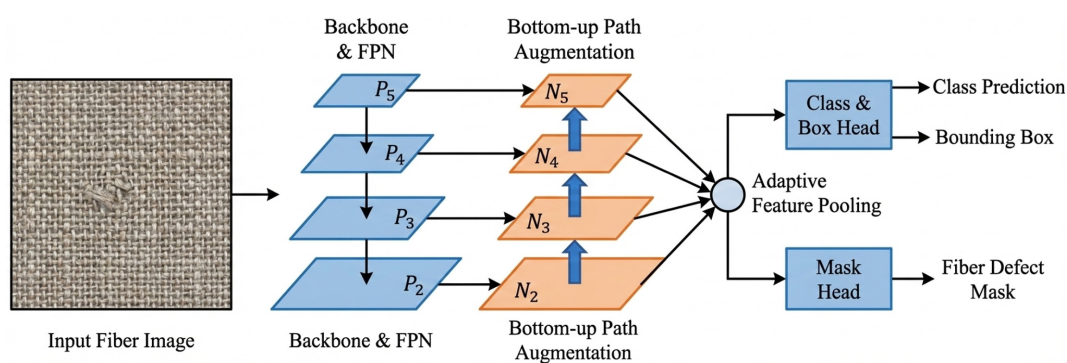 Backbone
& FPN
Bottom-up Path
Augmentation
P₅
N₅
P₄
N₄
P₃
N₃
P₂
N₂
Adaptive
Feature Pooling
Class &
Box Head
Class Prediction
Bounding Box
Mask
Head
Fiber Defect
Mask
Input Fiber Image
Backbone & FPN
Bottom-up Path
Augmentation